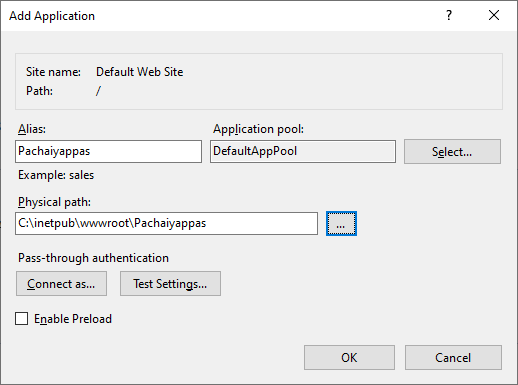 Add Application
?
Site name: Default Web Site
Path: /
Alias: Application pool:
Pachaiyappas DefaultAppPool Select...
Example: sales
Physical path:
C:\inetpub\wwwroot\Pachaiyappas ...
Pass-through authentication
Connect as... Test Settings...
Enable Preload
OK Cancel